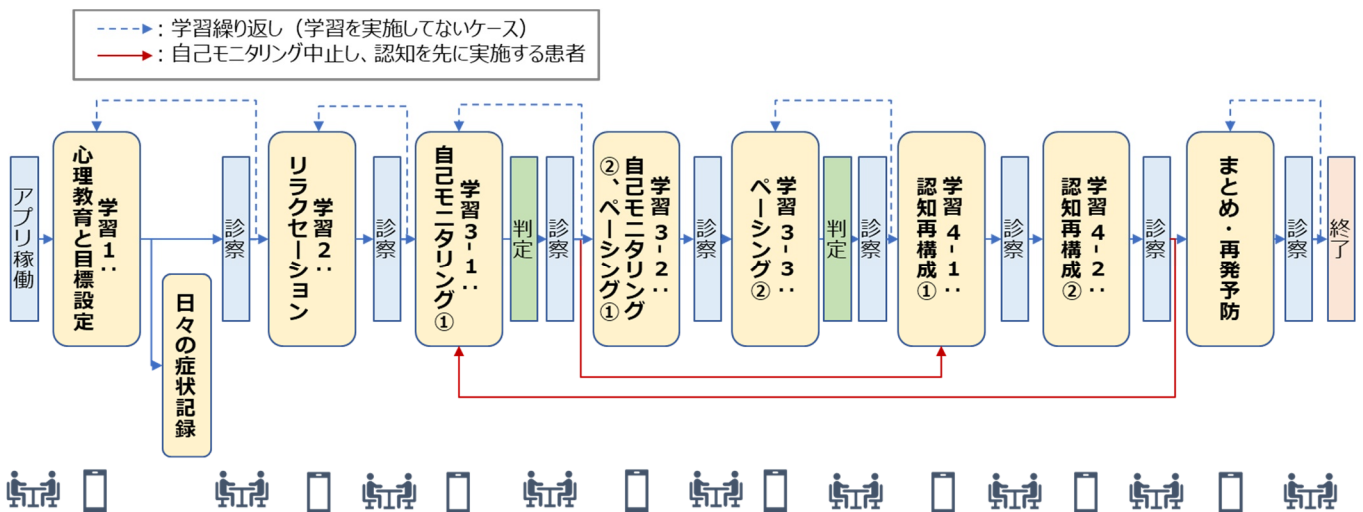 ：学習繰り返し（学習を実施してないケース）
：自己モニタリング中止し、認知を先に実施する患者
アプリ稼働
学習1：
心理教育と目標設定
日々の症状記録
診察
学習2：
リラクセーション
診察
学習3-1：
自己モニタリング①
判定
診察
学習3-2：
自己モニタリング
②、ペーシング①
診察
学習3-3：
ペーシング②
判定
診察
学習4-1：
認知再構成①
診察
学習4-2：
認知再構成②
診察
まとめ・再発予防
診察
終了